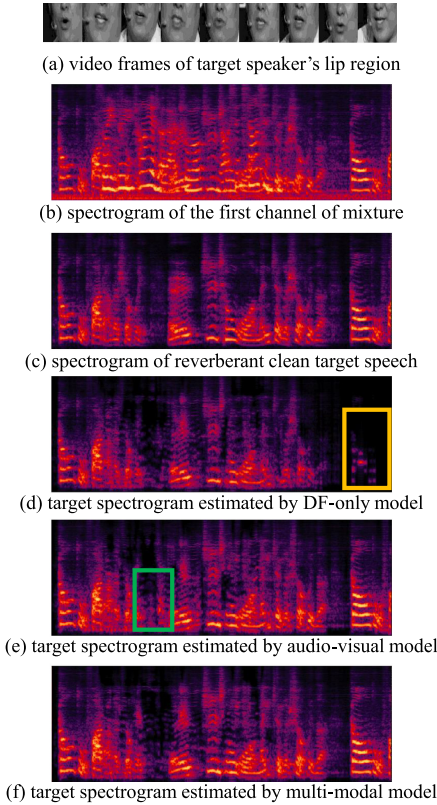 (a) video frames of target speaker's lip region
(b) spectrogram of the first channel of mixture
(c) spectrogram of reverberant clean target speech
(d) target spectrogram estimated by DF-only model
(e) target spectrogram estimated by audio-visual model
(f) target spectrogram estimated by multi-modal model